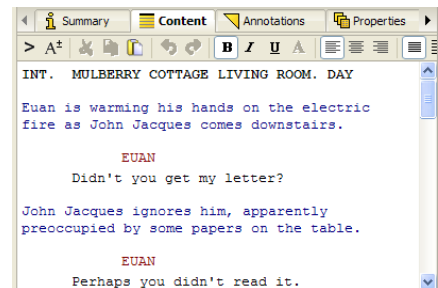 Summary Content Annotations Properties
> A± B I U A
INT. MULBERRY COTTAGE LIVING ROOM. DAY
Euan is warming his hands on the electric
fire as John Jacques comes downstairs.
EUAN
Didn't you get my letter?
John Jacques ignores him, apparently
preoccupied by some papers on the table.
EUAN
Perhaps you didn't read it.